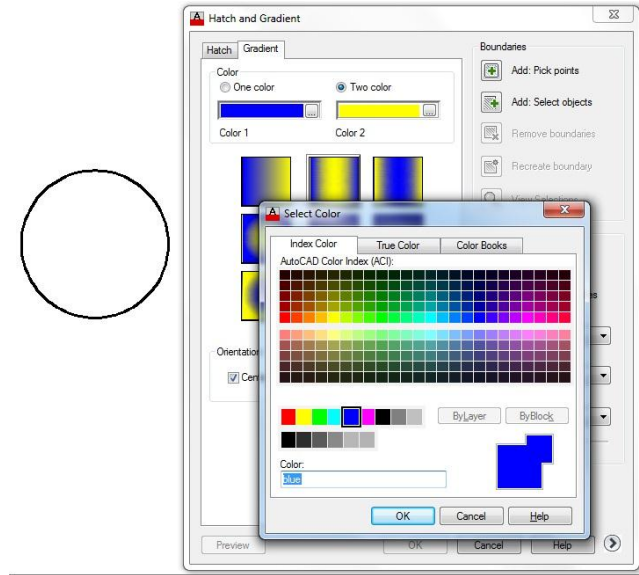 Hatch and Gradient
Hatch Gradient
Color
One color Two color
Color 1 Color 2
Orientation
Boundaries
Add: Pick points
Add: Select objects
Remove boundaries
Recreate boundary
View Selections
Select Color
Index Color True Color Color Books
AutoCAD Color Index (ACI):
ByLayer ByBlock
Color:
blue
OK Cancel Help
Preview OK Cancel Help